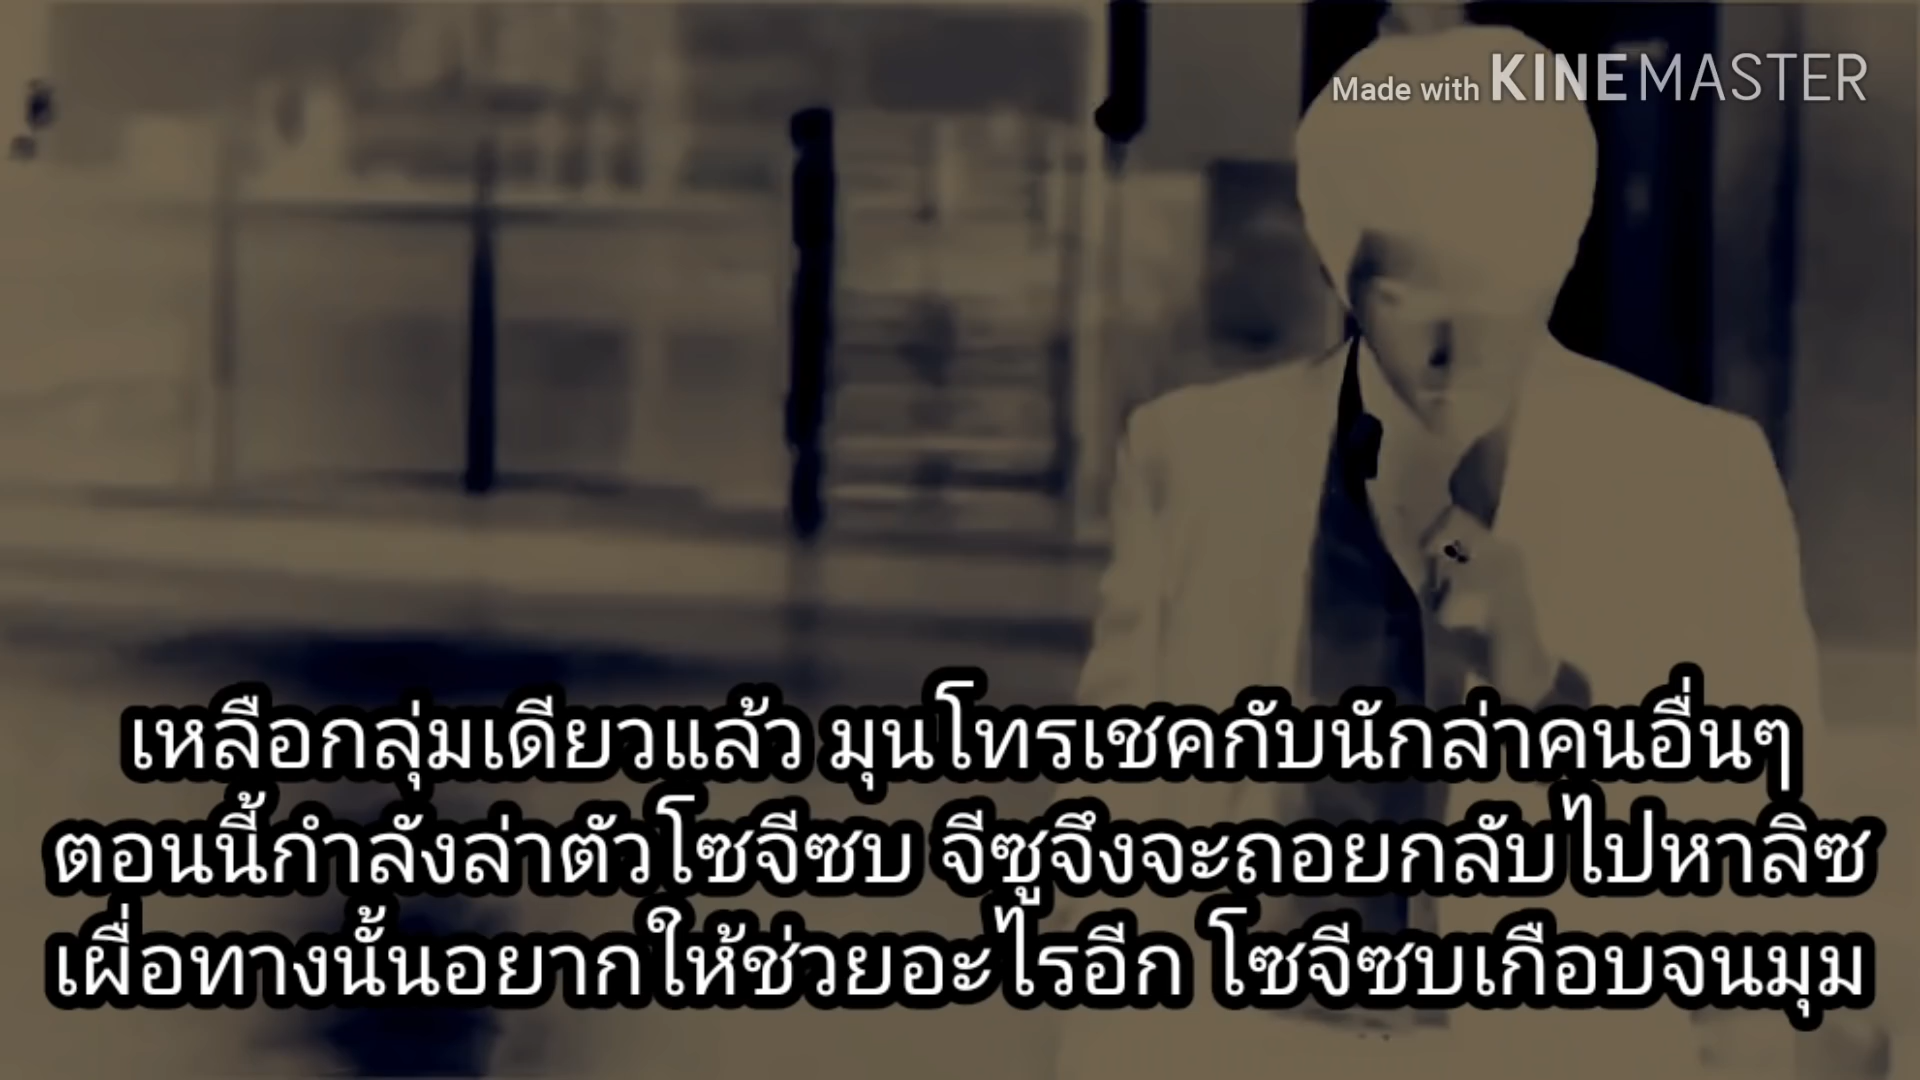 Made with KINEMASTER
เหลือกลุ่มเดียวแล้ว มุนโทรเชคกับนักล่าคนอื่นๆ
ตอนนี้กำลังล่าตัวโซจีซบ จีซูจึงจะถอยกลับไปหาลิซ
เผื่อทางนั้นอยากให้ช่วยอะไรอีก โซจีซบเกือบจนมุม